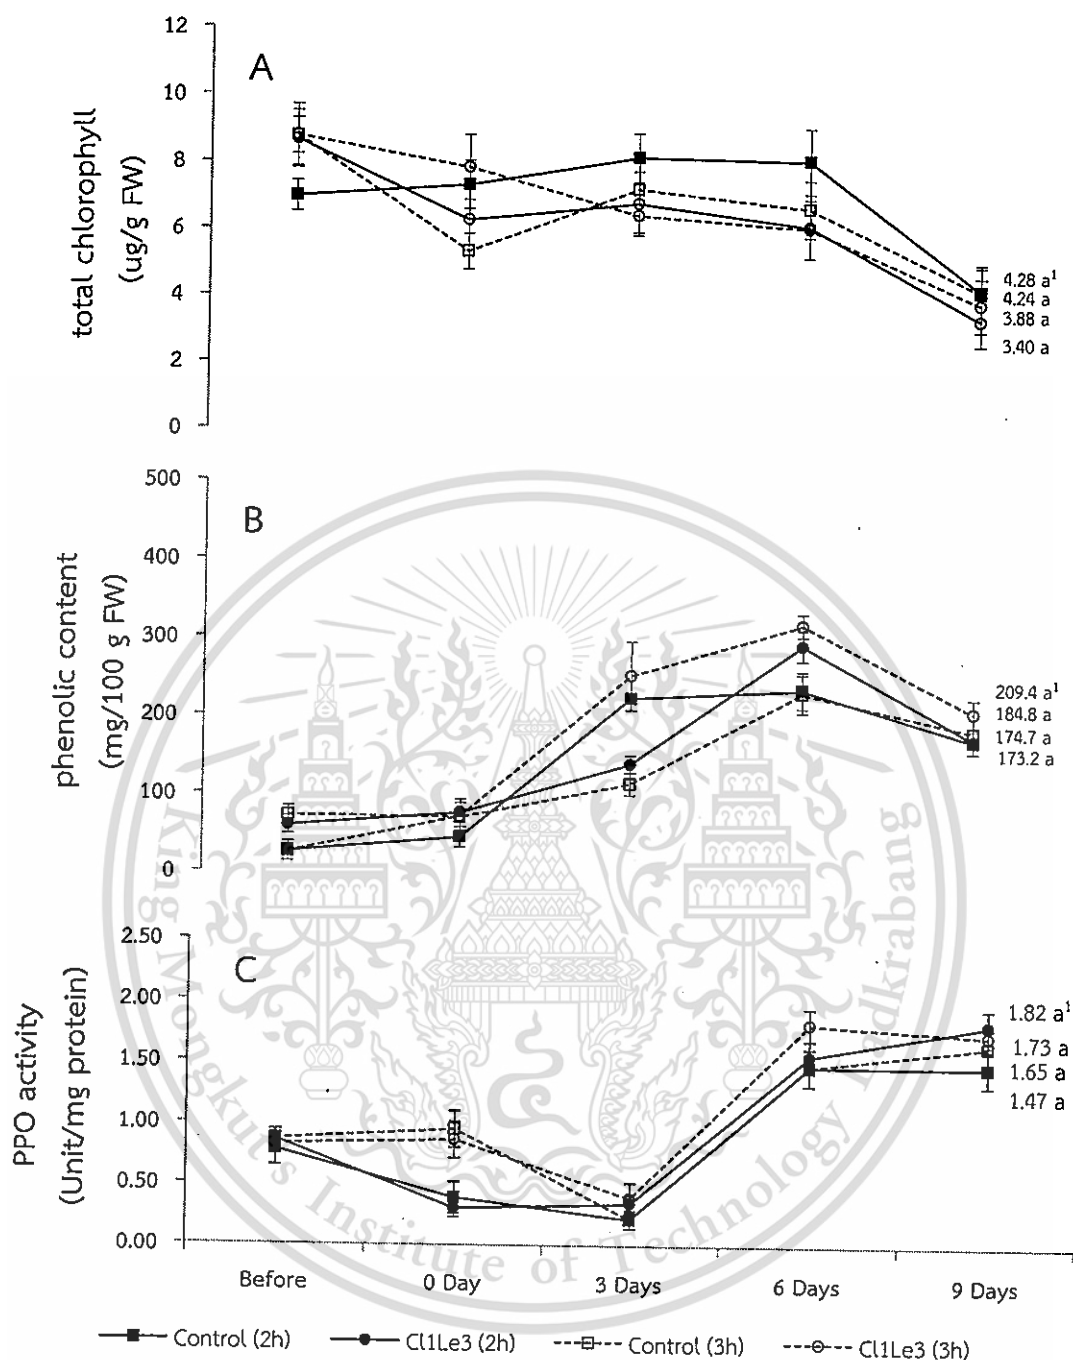 12
10
8
6
4
2
0
total chlorophyll
(ug/g FW)
A
4.28 a¹
4.24 a
3.88 a
3.40 a
500
400
300
200
100
0
phenolic content
(mg/100 g FW)
B
209.4 a¹
184.8 a
174.7 a
173.2 a
2.50
2.00
1.50
1.00
0.50
0.00
PPO activity
(Unit/mg protein)
C
1.82 a¹
1.73 a
1.65 a
1.47 a
Before 0 Day 3 Days 6 Days 9 Days
Control (2h) Cl1Le3 (2h) Control (3h) Cl1Le3 (3h)
King Mongkut's Institute of Technology Ladkrabang